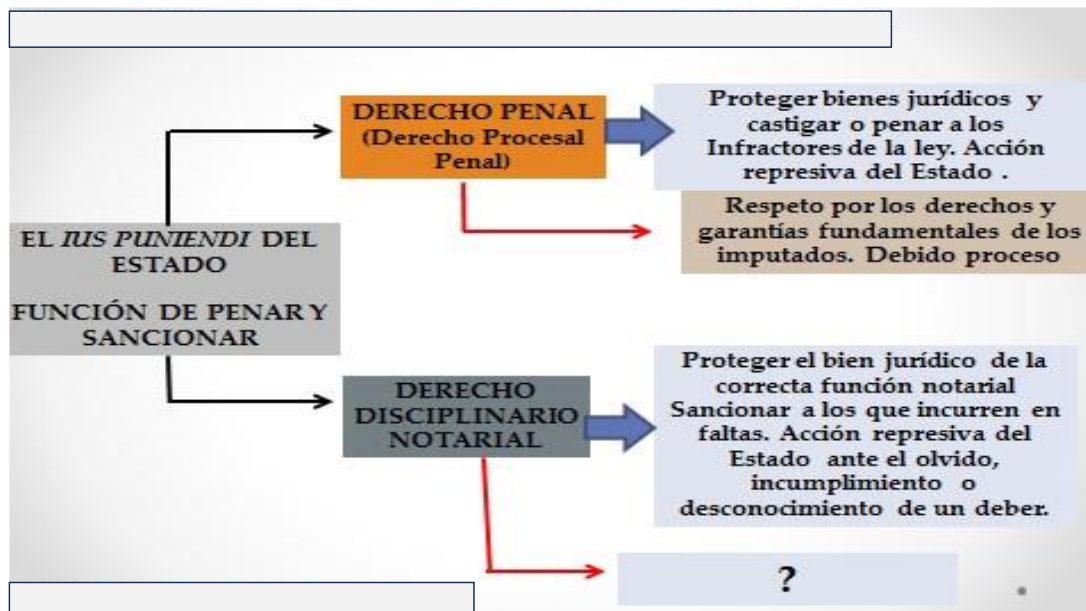 DERECHO PENAL
(Derecho Procesal
Penal)
Proteger bienes jurídicos y
castigar o penar a los
Infractores de la ley. Acción
represiva del Estado .
Respeto por los derechos y
garantías fundamentales de los
imputados. Debido proceso
EL IUS PUNIENDI DEL
ESTADO
FUNCIÓN DE PENAR Y
SANCIONAR
DERECHO
DISCIPLINARIO
NOTARIAL
Proteger el bien jurídico de la
correcta función notarial
Sancionar a los que incurren en
faltas. Acción represiva del
Estado ante el olvido,
incumplimiento o
desconocimiento de un deber.
?